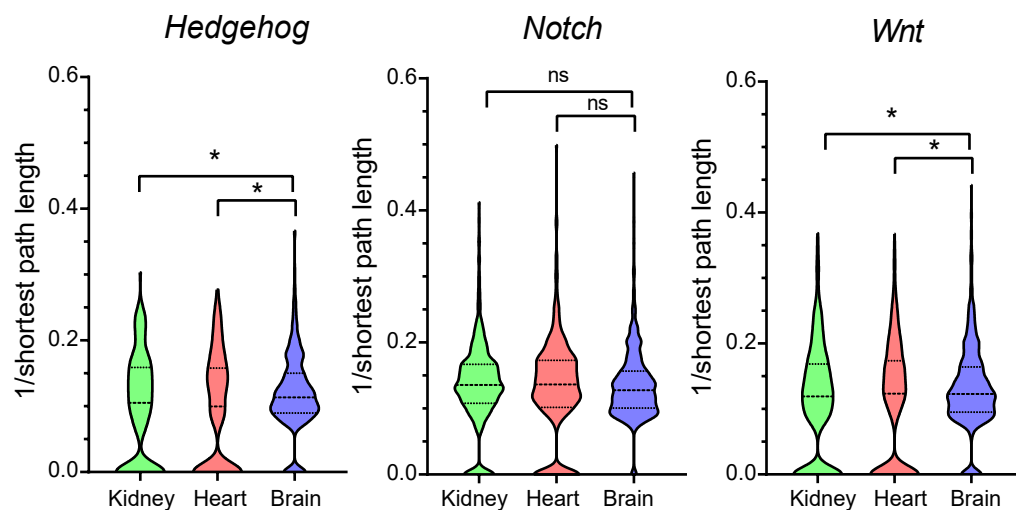 Hedgehog
1/shortest path length
0.6
0.4
0.2
0.0
*
*
Kidney Heart Brain
Notch
1/shortest path length
0.6
0.4
0.2
0.0
ns
ns
Kidney Heart Brain
Wnt
1/shortest path length
0.6
0.4
0.2
0.0
*
*
Kidney Heart Brain